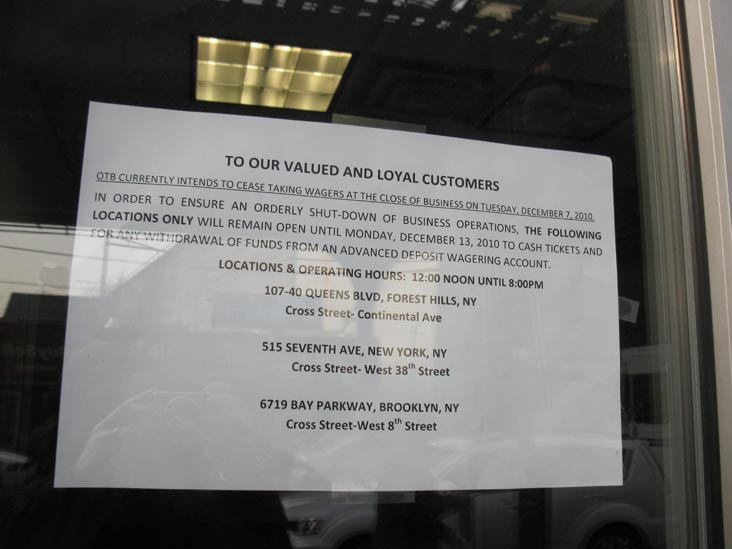 TO OUR VALUED AND LOYAL CUSTOMERS
OTB CURRENTLY INTENDS TO CEASE TAKING WAGERS AT THE CLOSE OF BUSINESS ON TUESDAY, DECEMBER 7, 2010.
IN ORDER TO ENSURE AN ORDERLY SHUT-DOWN OF BUSINESS OPERATIONS, THE FOLLOWING
LOCATIONS ONLY WILL REMAIN OPEN UNTIL MONDAY, DECEMBER 13, 2010 TO CASH TICKETS AND
FOR ANY WITHDRAWAL OF FUNDS FROM AN ADVANCED DEPOSIT WAGERING ACCOUNT.
LOCATIONS & OPERATING HOURS: 12:00 NOON UNTIL 8:00PM
107-40 QUEENS BLVD, FOREST HILLS, NY
Cross Street- Continental Ave
515 SEVENTH AVE, NEW YORK, NY
Cross Street- West 38th Street
6719 BAY PARKWAY, BROOKLYN, NY
Cross Street-West 8th Street